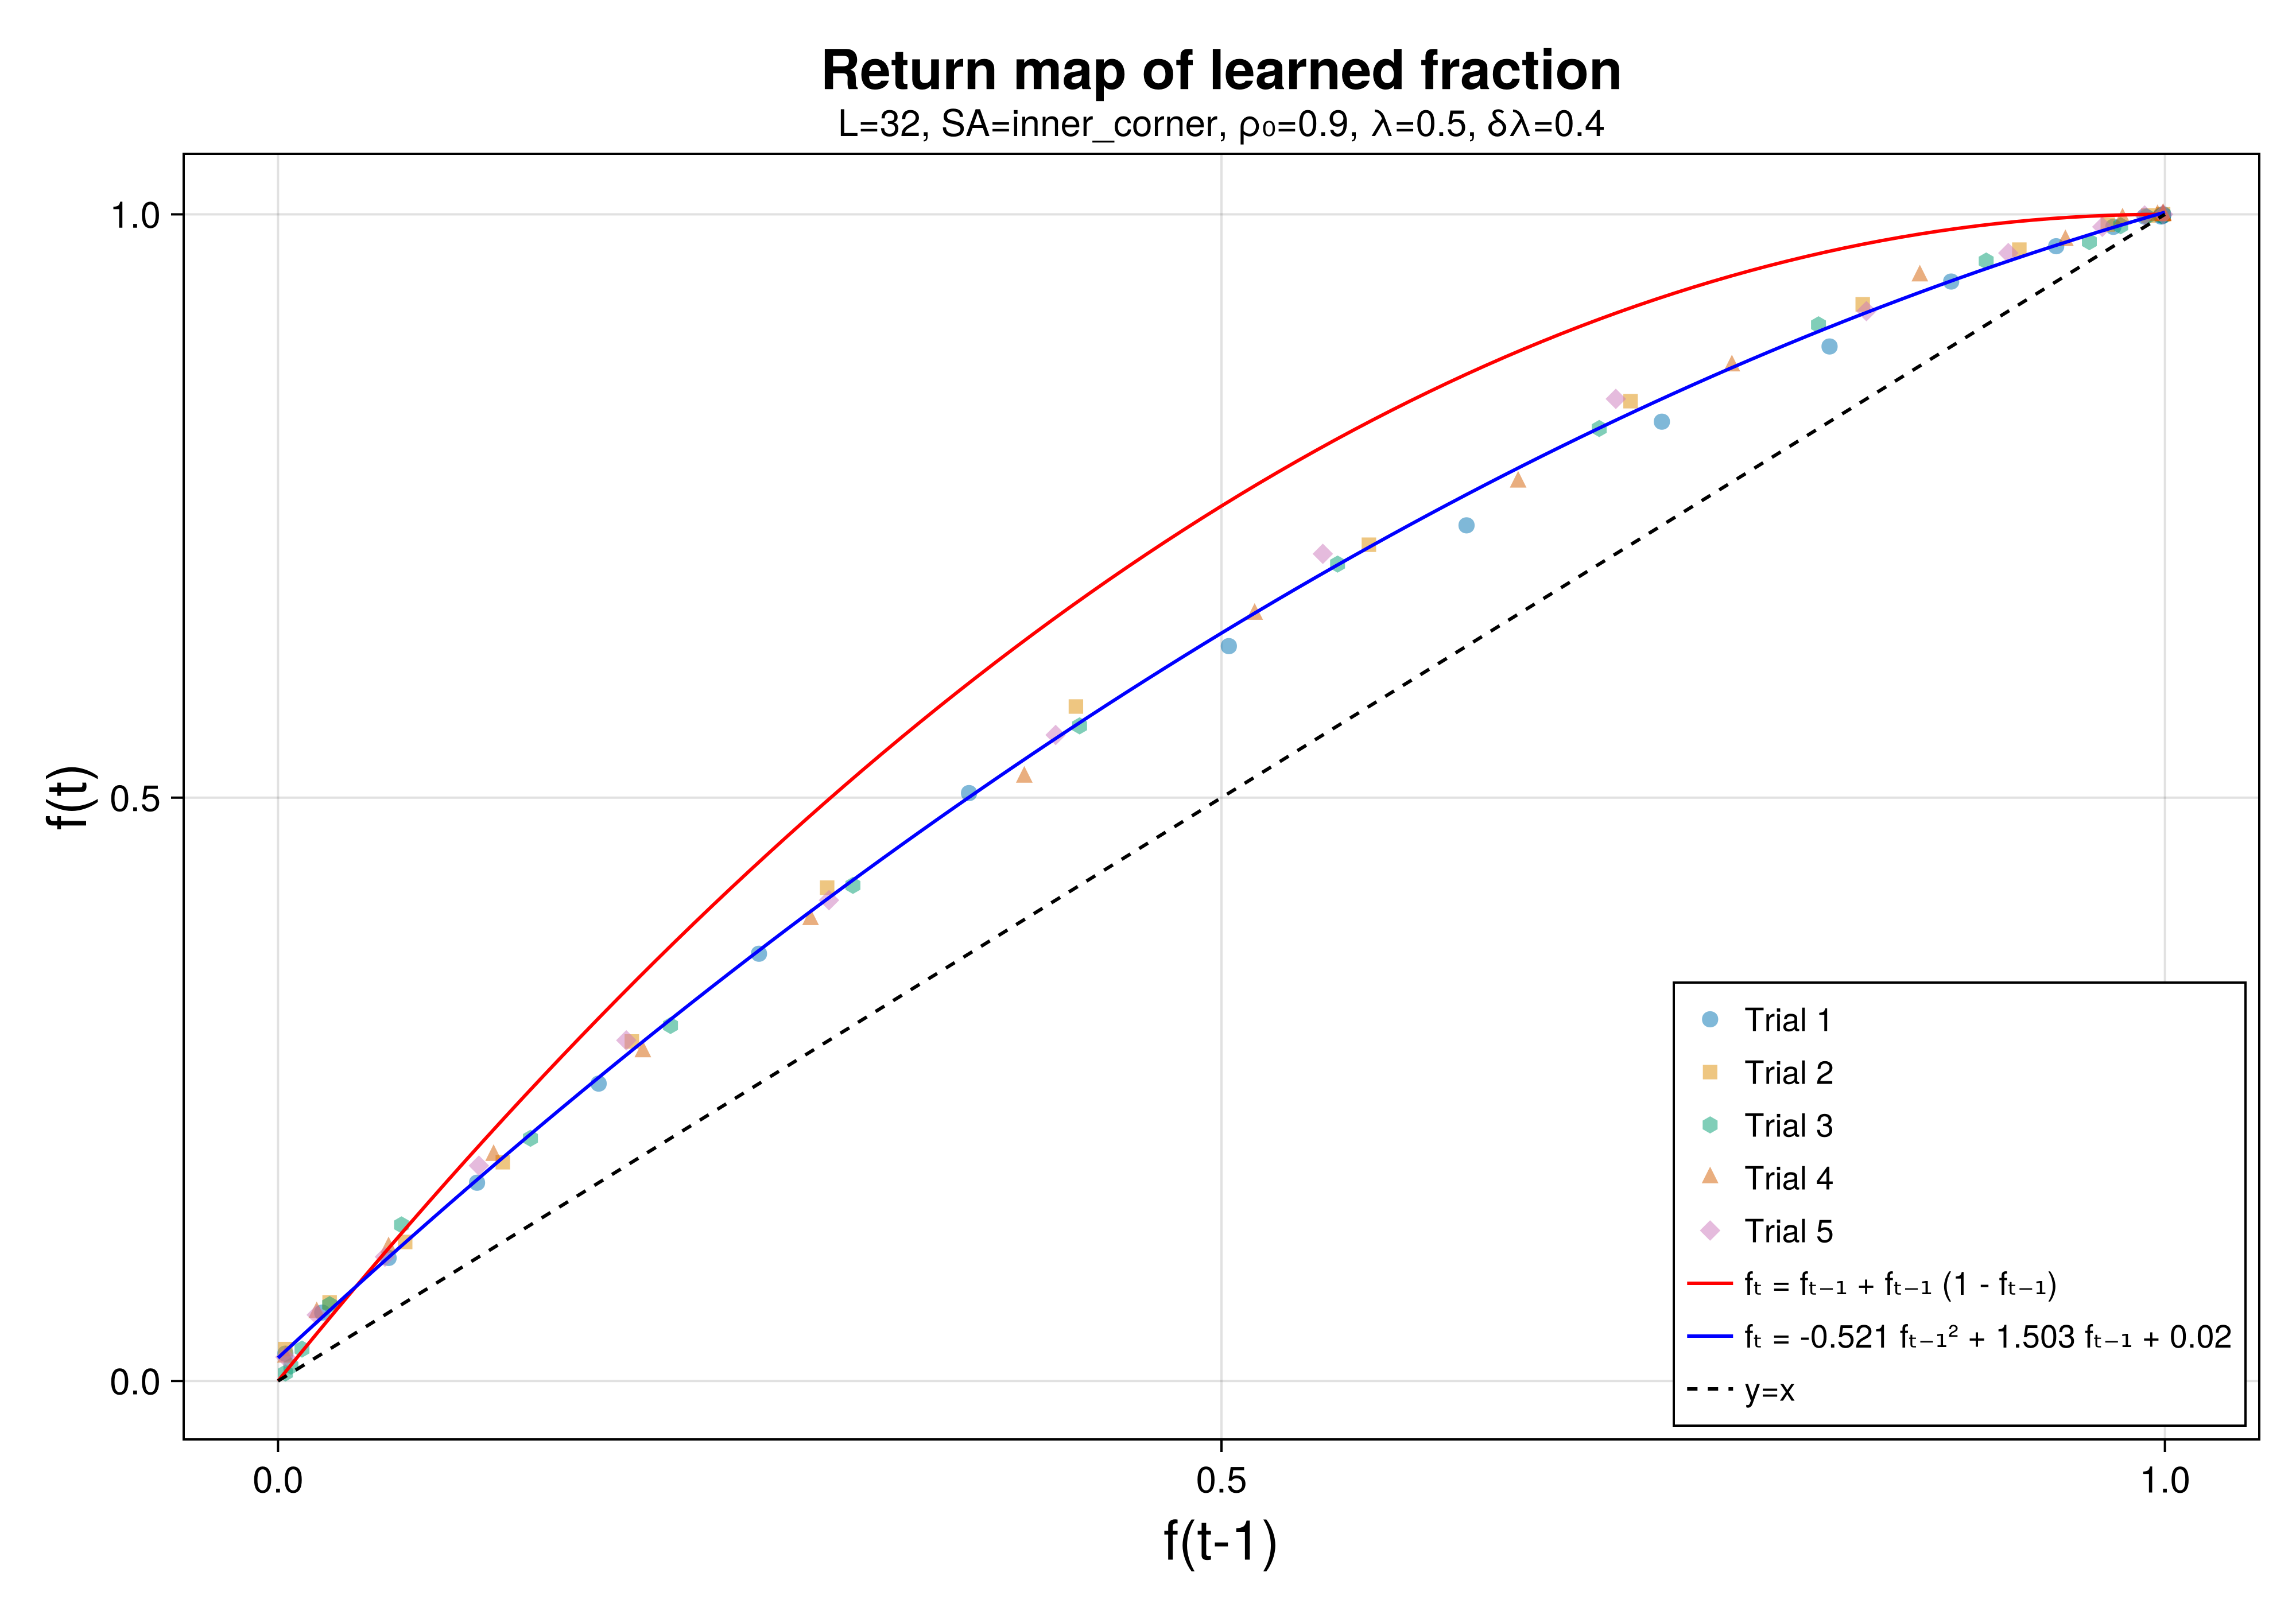 Return map of learned fraction
L=32, SA=inner_corner, ρ₀=0.9, λ=0.5, δλ=0.4
1.0
0.5
0.0
f(t)
0.0 0.5 1.0
f(t-1)
Trial 1
Trial 2
Trial 3
Trial 4
Trial 5
fₜ = fₜ₋₁ + fₜ₋₁ (1 - fₜ₋₁)
fₜ = -0.521 fₜ₋₁² + 1.503 fₜ₋₁ + 0.02
y=x